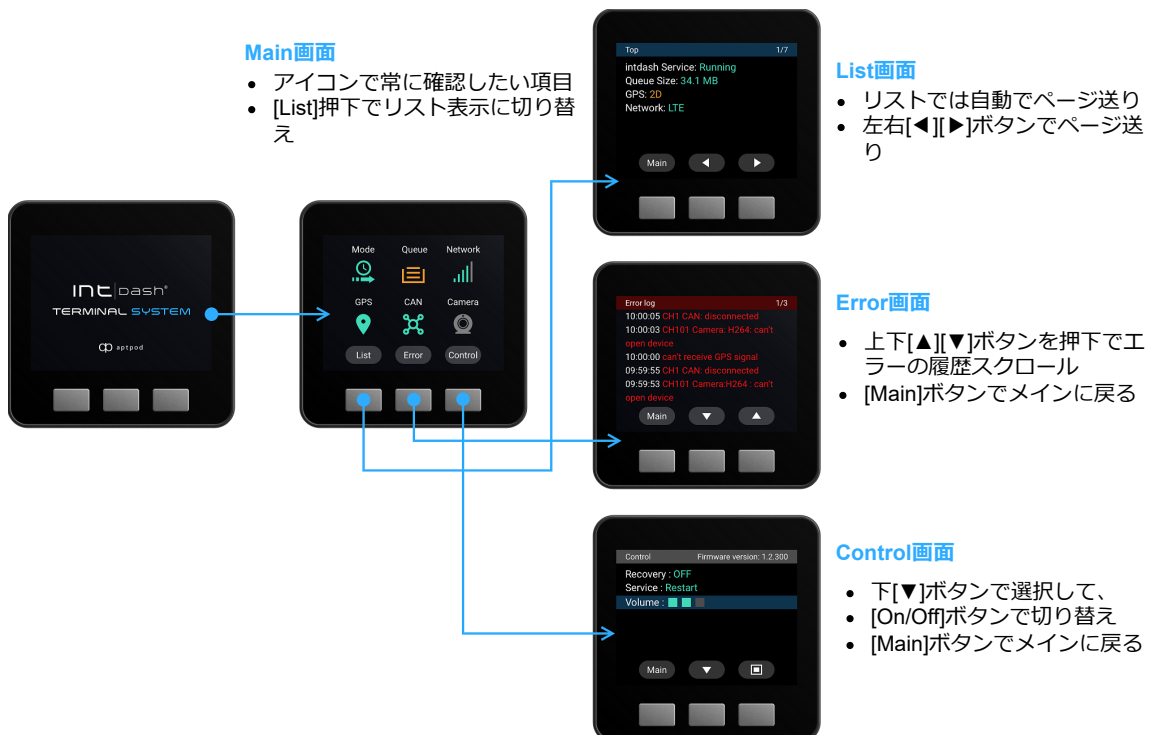 Main画面
• アイコンで常に確認したい項目
• [List]押下でリスト表示に切り替
え
int|dash®
TERMINAL SYSTEM
aptpod
Mode Queue Network
GPS CAN Camera
List Error Control
Top 1/7
intdash Service: Running
Queue Size: 34.1 MB
GPS: 2D
Network: LTE
Main ◀ ▶
List画面
• リストでは自動でページ送り
• 左右[◀][▶]ボタンでページ送
り
Error log 1/3
10:00:05 CH1 CAN: disconnected
10:00:03 CH101 Camera: H264: can't
open device
10:00:00 can't receive GPS signal
09:59:55 CH1 CAN: disconnected
09:59:53 CH101 Camera:H264 : can't
open device
Main ▼ ▲
Error画面
• 上下[▲][▼]ボタンを押下でエ
ラーの履歴スクロール
• [Main]ボタンでメインに戻る
Control Firmware version: 1.2.300
Recovery : OFF
Service : Restart
Volume :
Main ▼
Control画面
• 下[▼]ボタンで選択して、
• [On/Off]ボタンで切り替え
• [Main]ボタンでメインに戻る